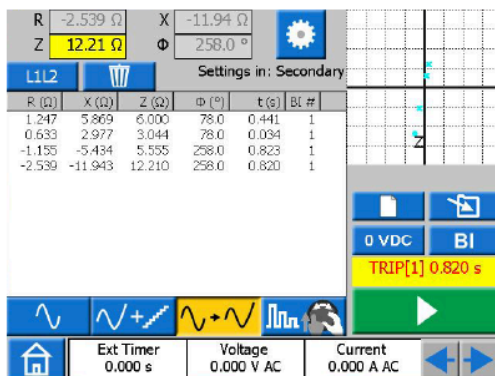 R -2.539 Ω X -11.94 Ω
Z 12.21 Ω Φ 258.0 °
L1L2 Settings in: Secondary
R (Ω) X (Ω) Z (Ω) Φ (°) t (s) BI #
1.247 5.869 6.000 78.0 0.441 1
0.633 2.977 3.044 78.0 0.034 1
-1.155 -5.434 5.555 258.0 0.823 1
-2.539 -11.943 12.210 258.0 0.820 1
Z
0 VDC BI
TRIP[1] 0.820 s
Ext Timer Voltage Current
0.000 s 0.000 V AC 0.000 A AC